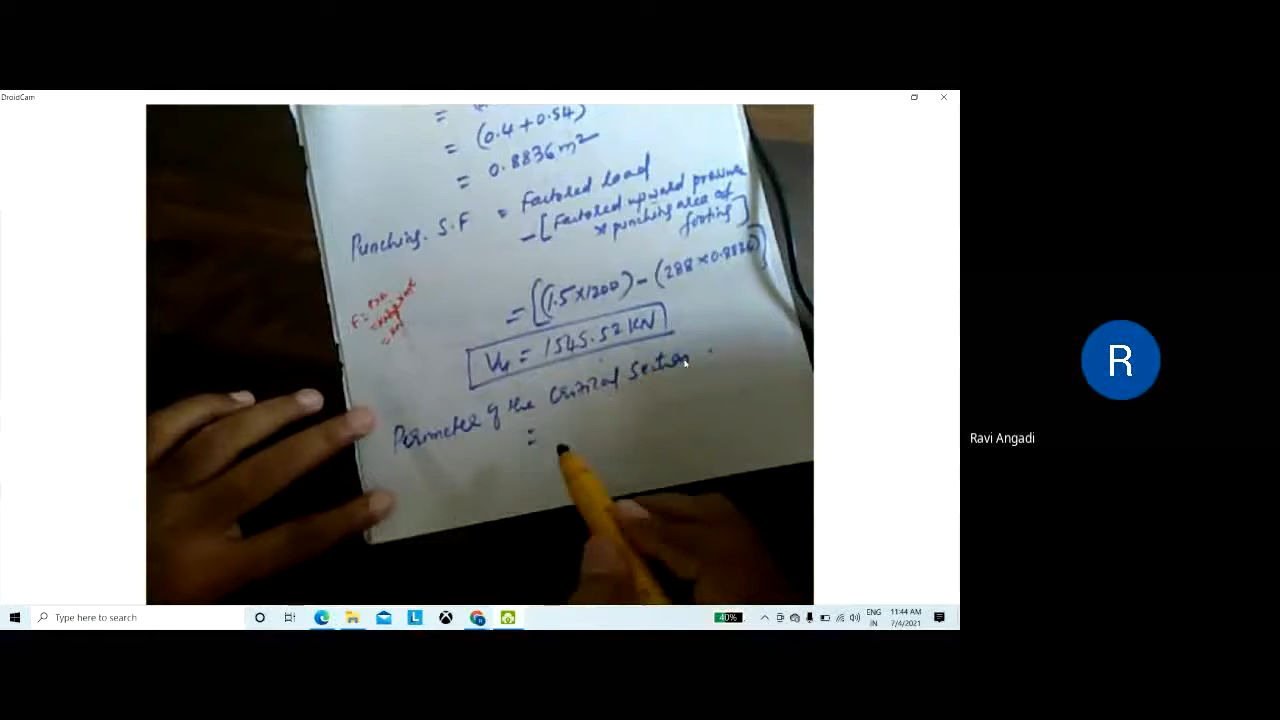 DroidCam
=
= (0.4 + 0.54)
= 0.8836 m²
Punching. S.F = Factored load
- [Factored upward pressure
× punching area of
footing]
= [(1.5×1200) - (288×0.8836)]
F =
= kN
Vu = 1545.52 KN
Perimeter of the Critical Section.
=
R
Ravi Angadi
Type here to search
40%
ENG
IN
11:44 AM
7/4/2021